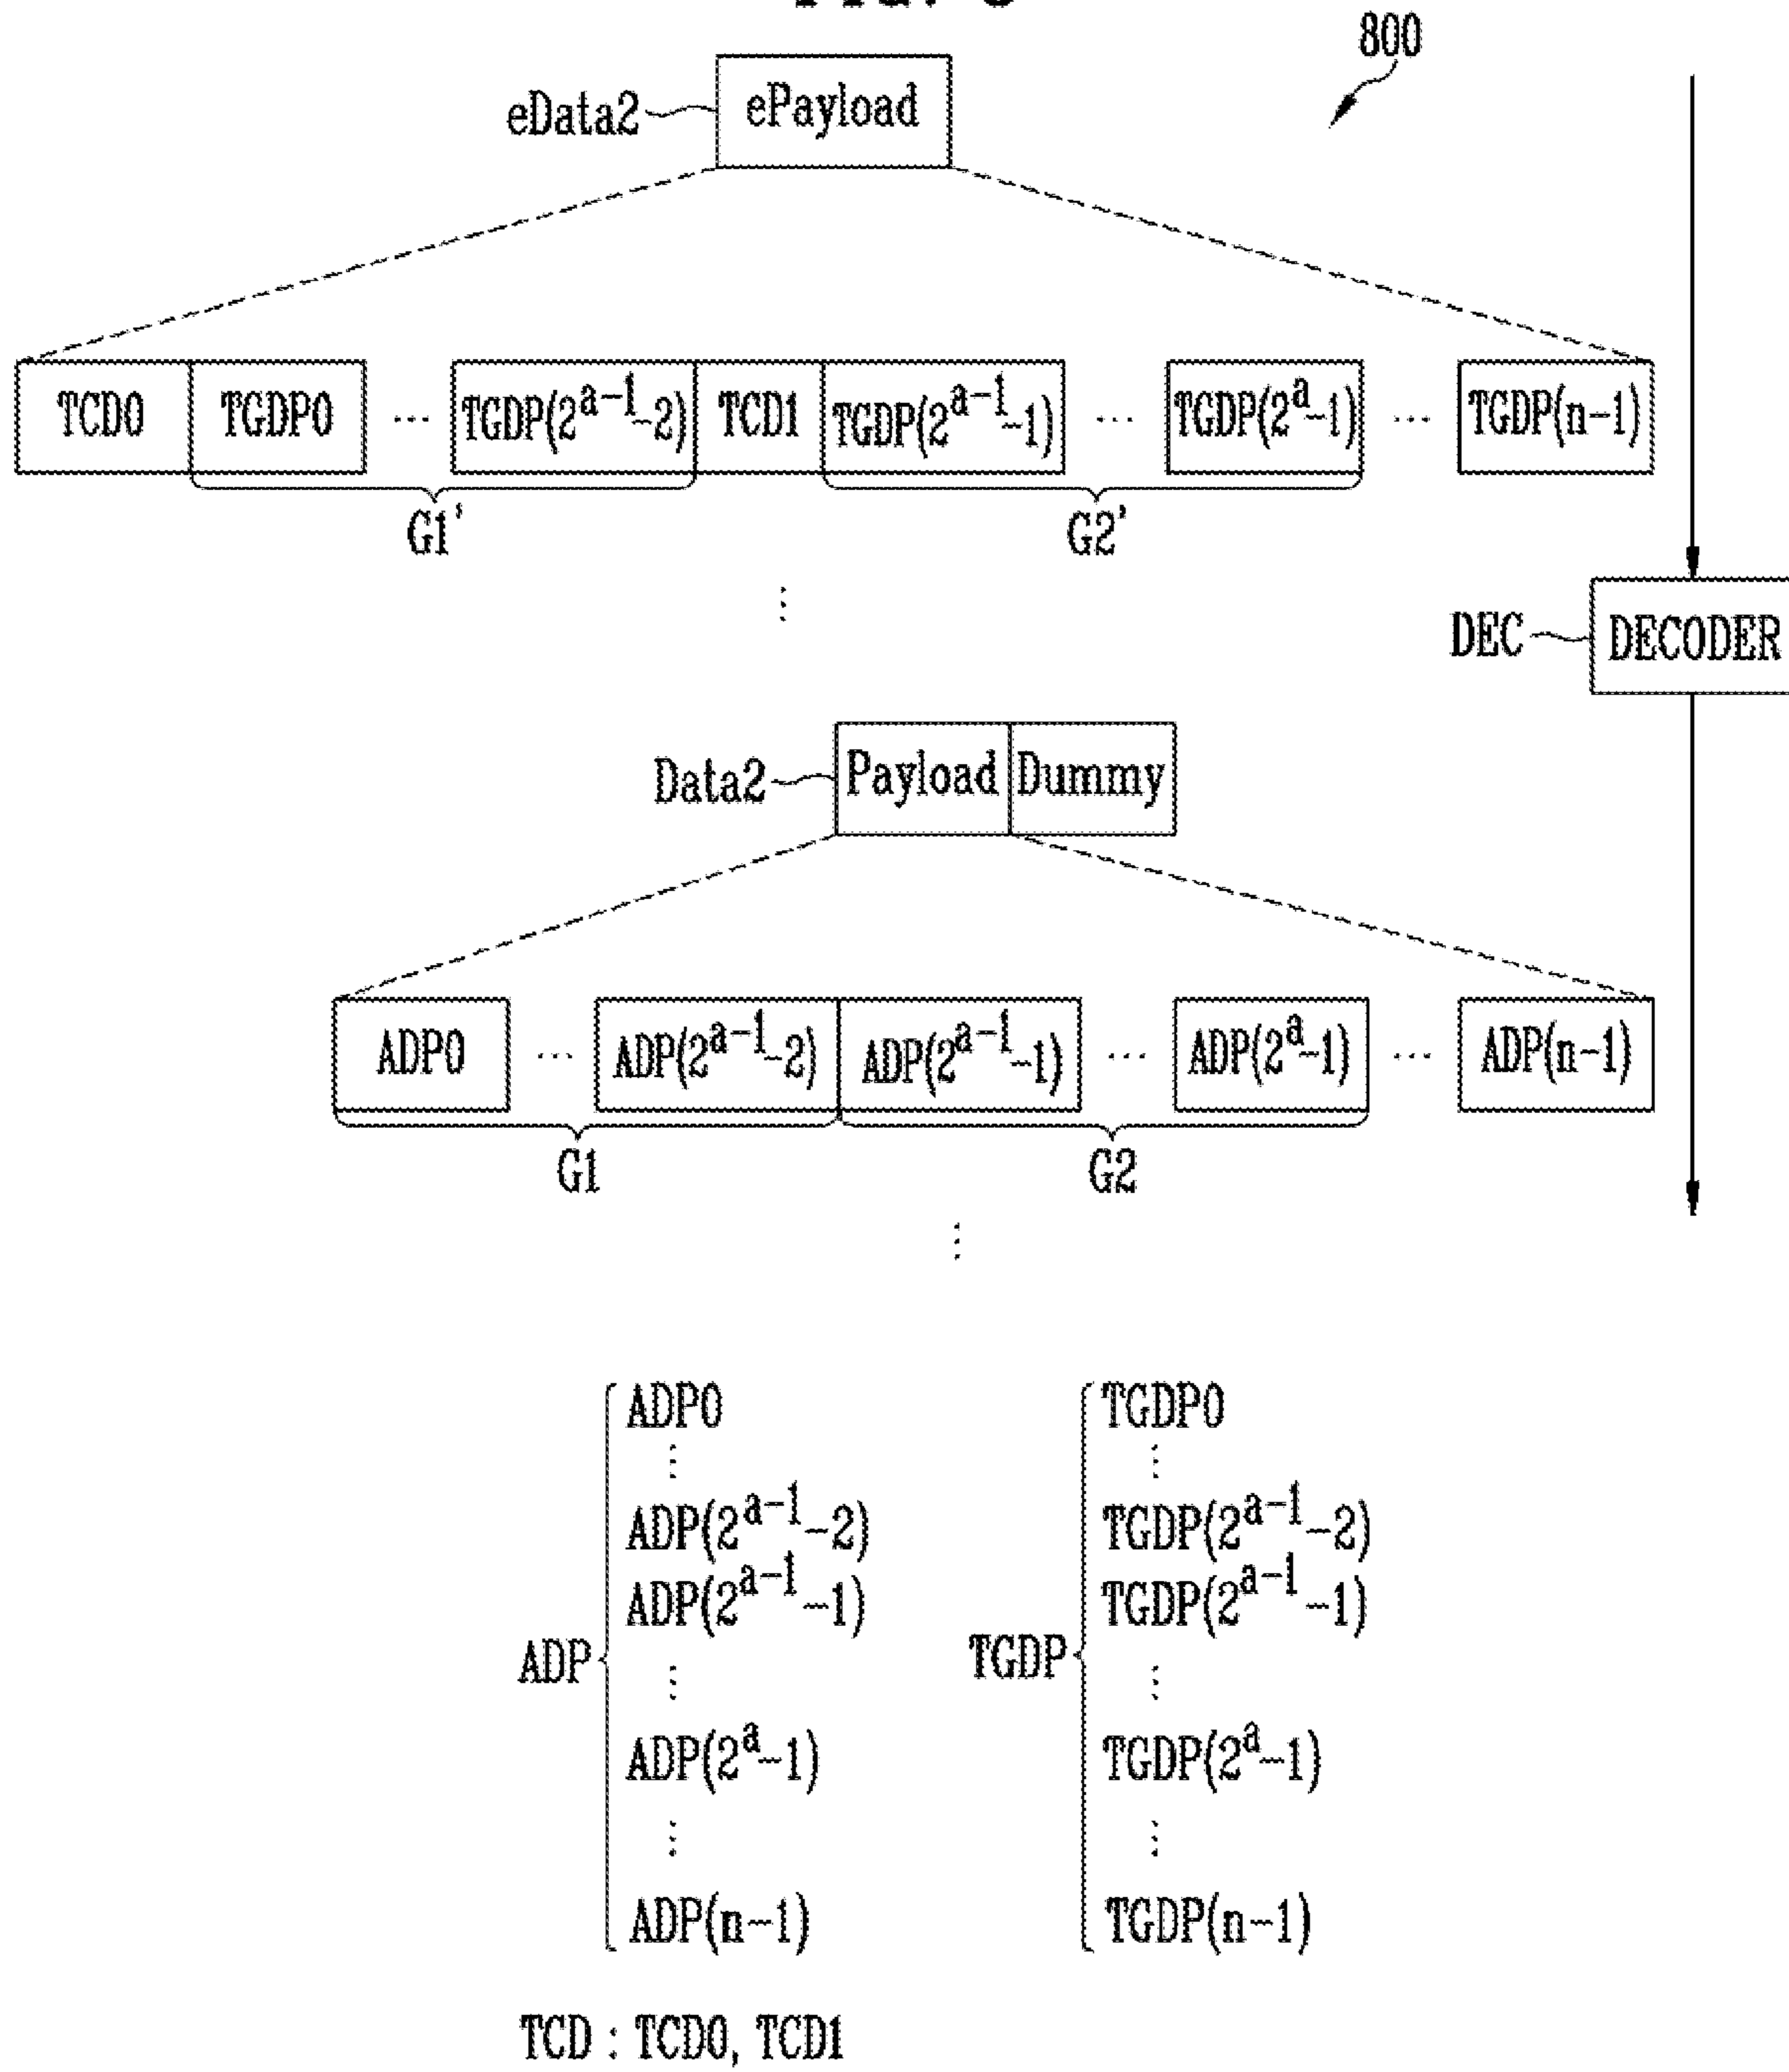 800
eData2 ePayload
TCD0 TGDP0 ... TGDP(2^{a-1}-2) TCD1 TGDP(2^{a-1}-1) ... TGDP(2^a-1) ... TGDP(n-1)
G1' G2'
⋮
DEC DECODER
Data2 Payload Dummy
ADP0 ... ADP(2^{a-1}-2) ADP(2^{a-1}-1) ... ADP(2^a-1) ... ADP(n-1)
G1 G2
⋮
ADP
ADP0
⋮
ADP(2^{a-1}-2)
ADP(2^{a-1}-1)
⋮
ADP(2^a-1)
⋮
ADP(n-1)
TGDP
TGDP0
⋮
TGDP(2^{a-1}-2)
TGDP(2^{a-1}-1)
⋮
TGDP(2^a-1)
⋮
TGDP(n-1)
TCD : TCD0, TCD1